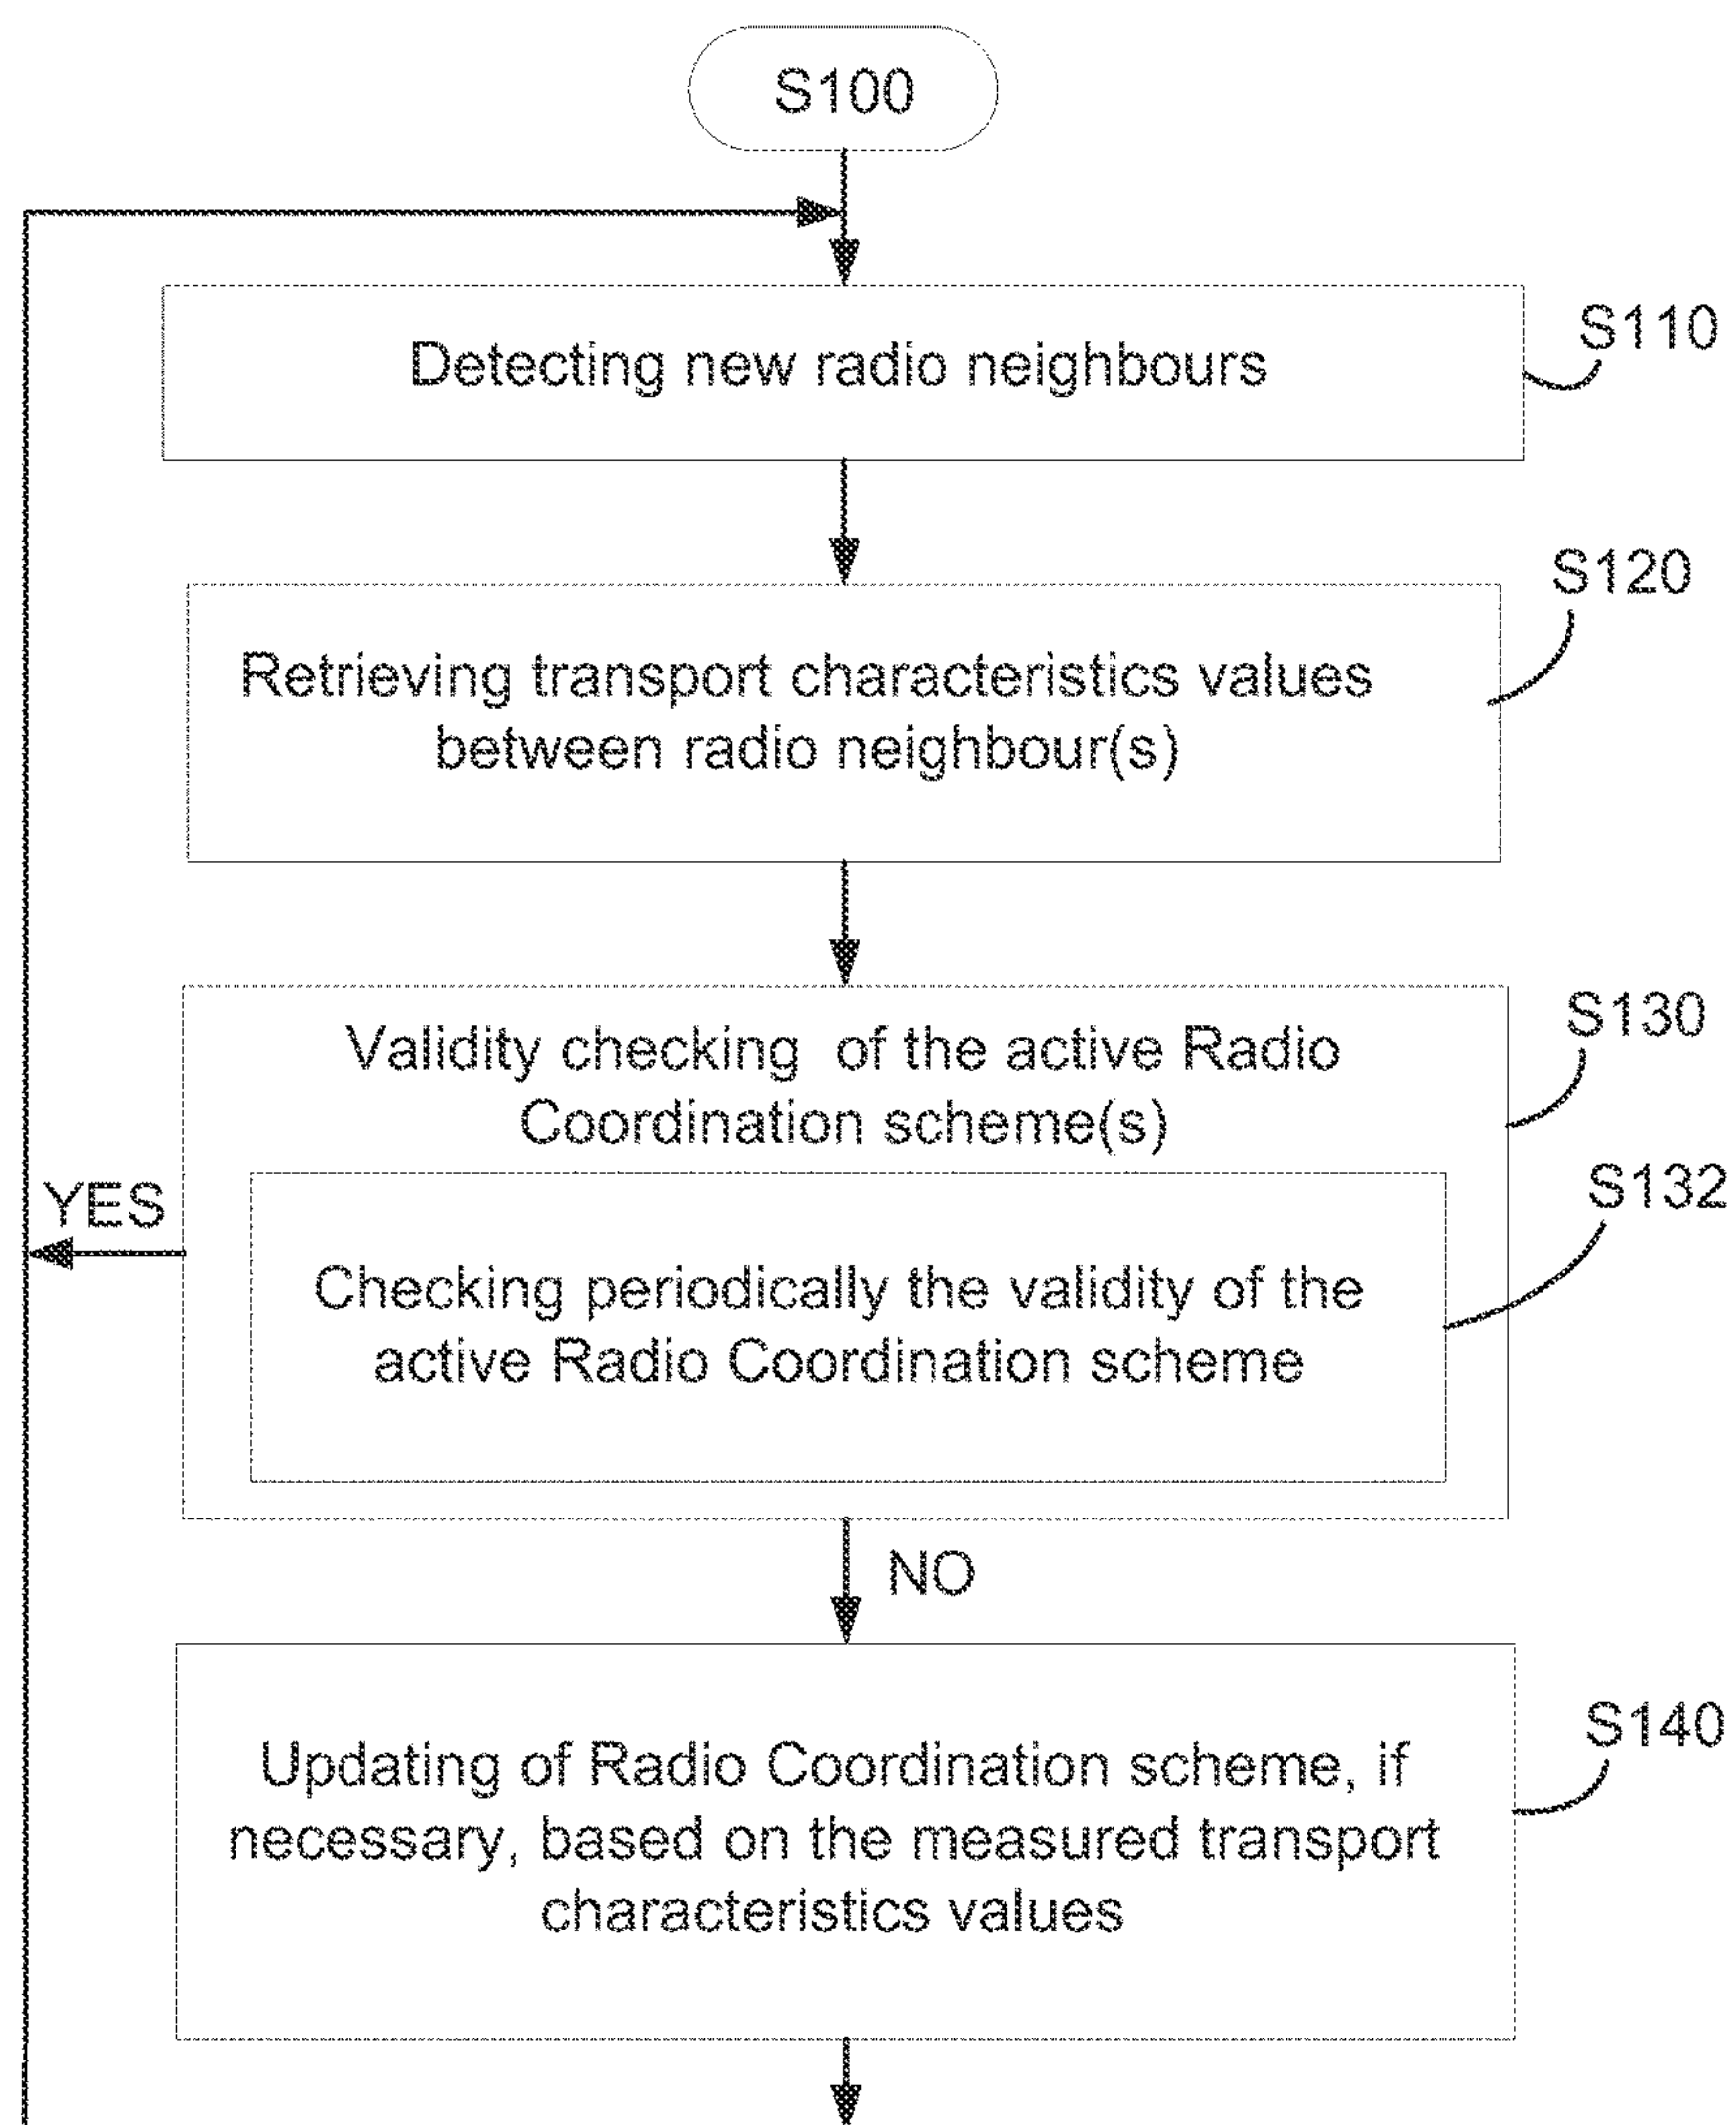 S100
Detecting new radio neighbours
S110
S120
Retrieving transport characteristics values
between radio neighbour(s)
S130
Validity checking of the active Radio
Coordination scheme(s)
S132
YES
Checking periodically the validity of the
active Radio Coordination scheme
NO
S140
Updating of Radio Coordination scheme, if
necessary, based on the measured transport
characteristics values